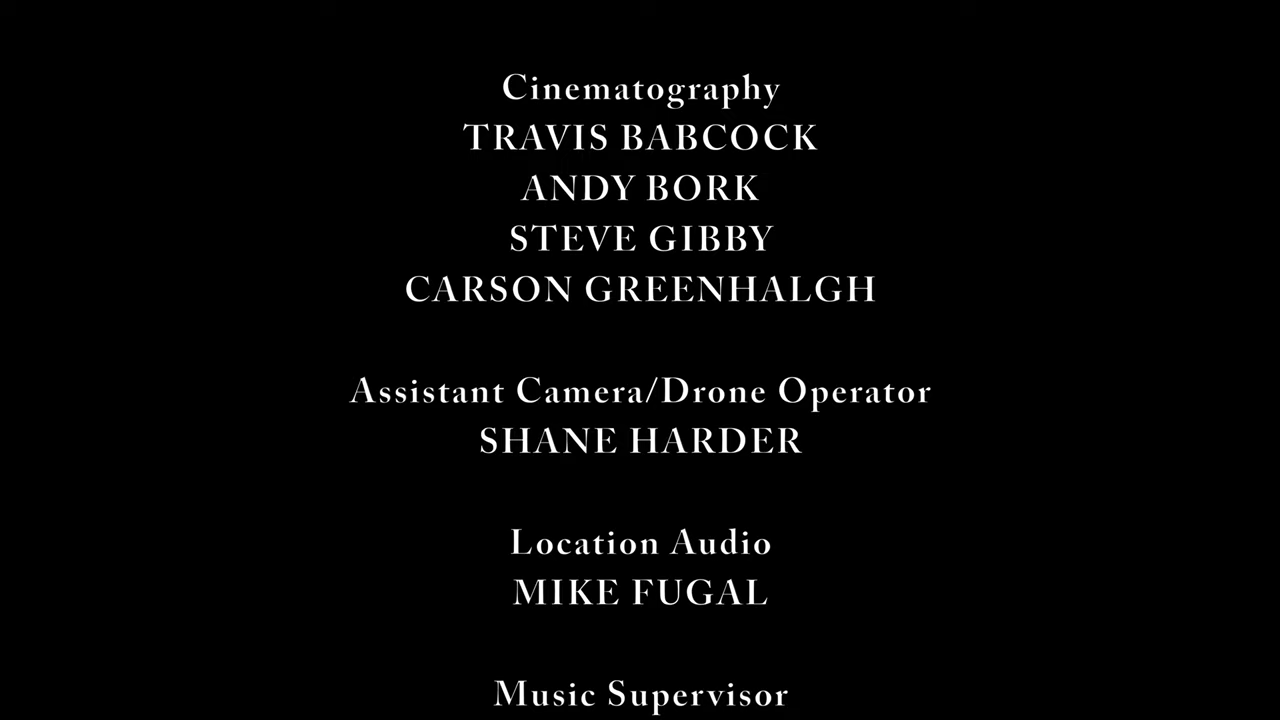 Cinematography
TRAVIS BABCOCK
ANDY BORK
STEVE GIBBY
CARSON GREENHALGH
Assistant Camera/Drone Operator
SHANE HARDER
Location Audio
MIKE FUGAL
Music Supervisor